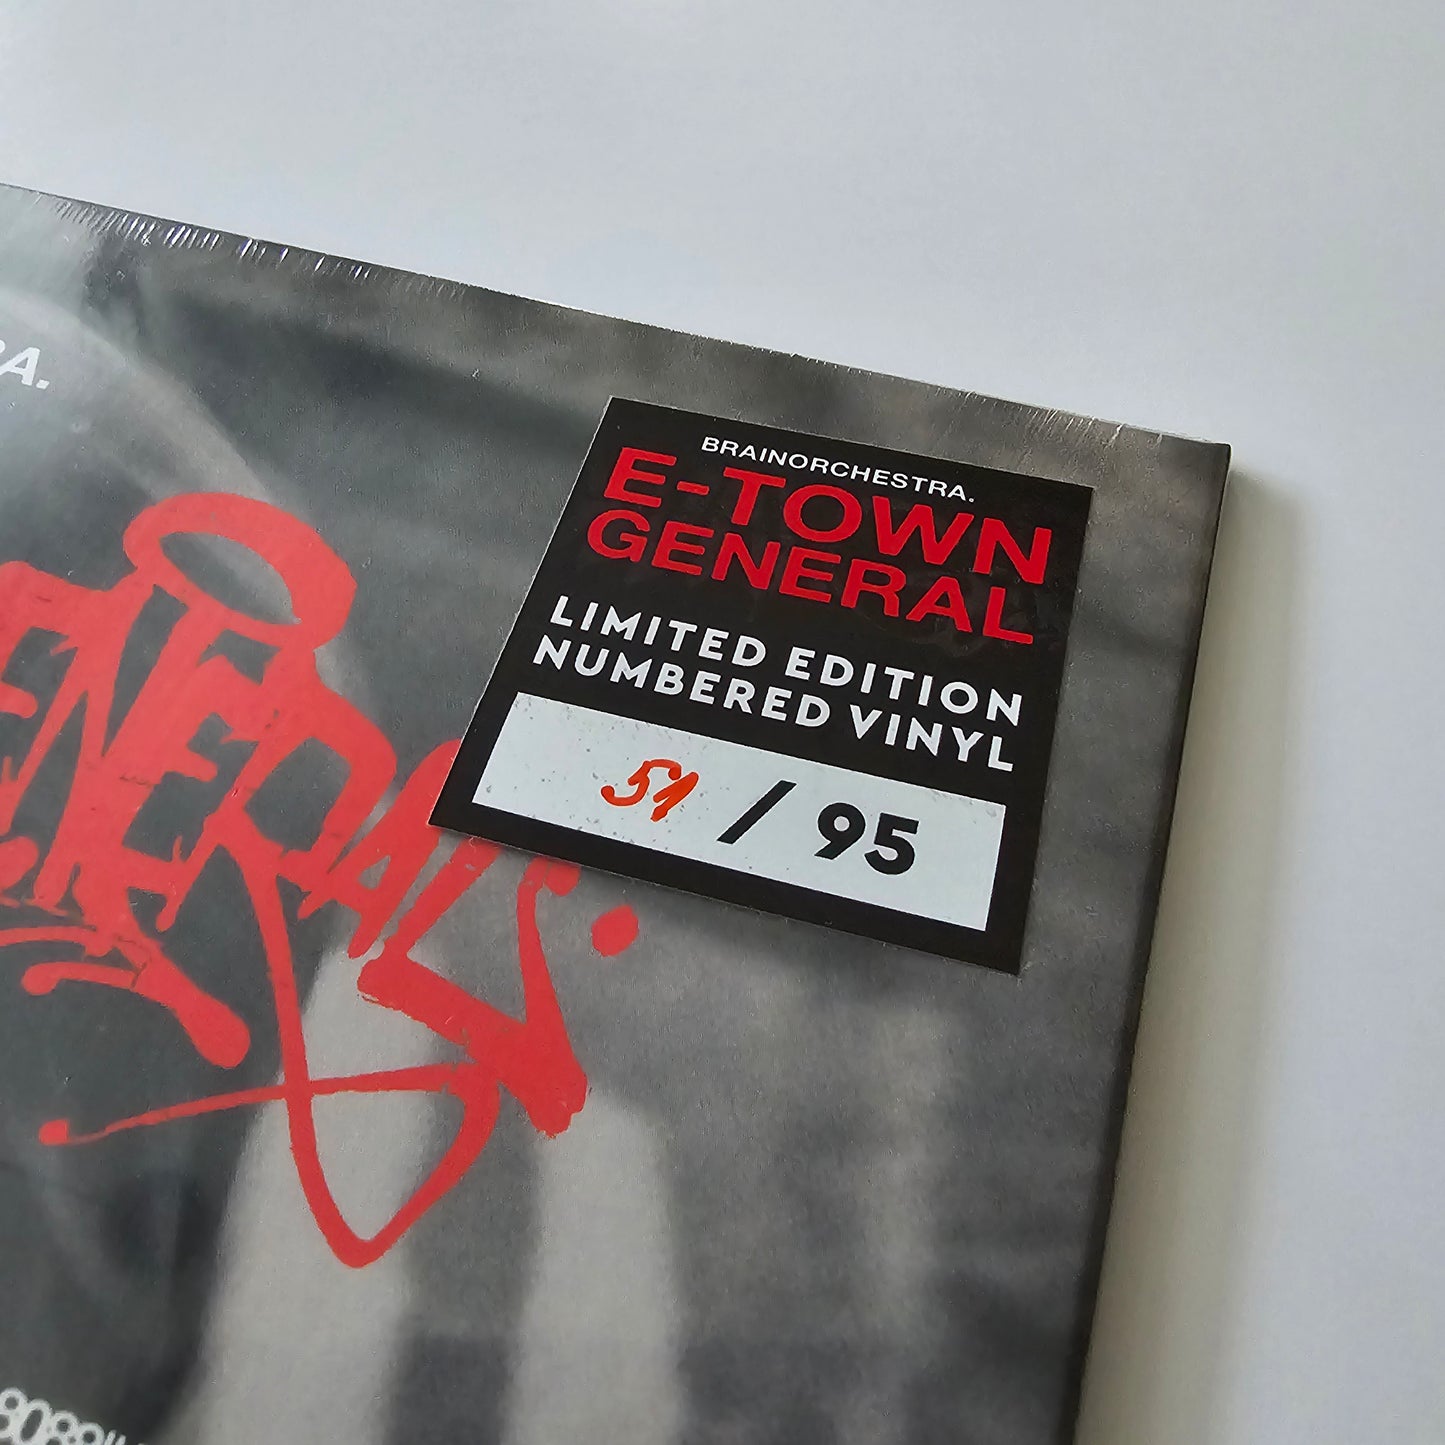 BRAINORCHESTRA.
E-TOWN
GENERAL
LIMITED EDITION
NUMBERED VINYL
51 / 95